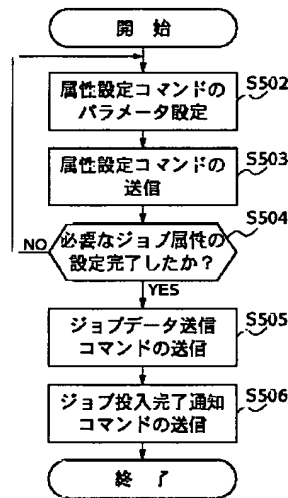 開 始
属性設定コマンドの
パラメータ設定
S502
属性設定コマンドの
送信
S503
必要なジョブ属性の
設定完了したか?
S504
NO
YES
ジョブデータ送信
コマンドの送信
S505
ジョブ投入完了通知
コマンドの送信
S506
終 了